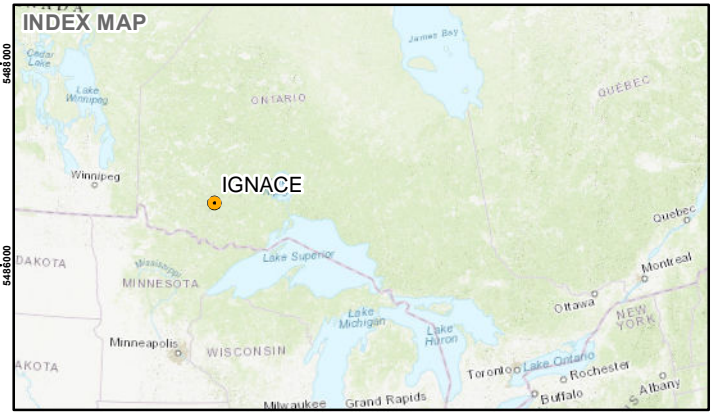 INDEX MAP
5488000
5486000
Cedar
Lake
Lake
Winnipeg
James Bay
ONTARIO
QUÉBEC
Winnipeg
IGNACE
Quebec
Lake Superior
Montreal
DAKOTA
Mississippi
MINNESOTA
Ottawa
NEW
YORK
Lake
Michigan
Lake
Huron
Minneapolis
WISCONSIN
Toronto
Lake Ontario
Rochester
AKOTA
Albany
Milwaukee
Grand Rapids
Buffalo